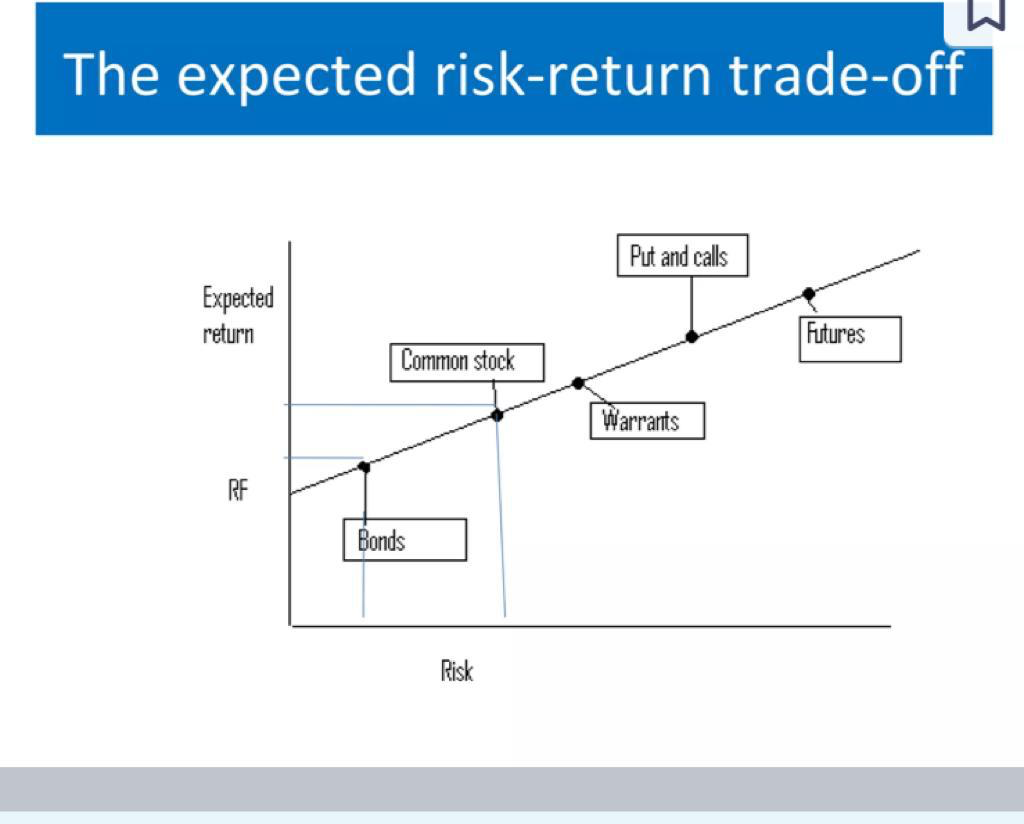 The expected risk-return trade-off
Put and calls
Expected
return
Futures
Common stock
Warrants
RF
Bonds
Risk